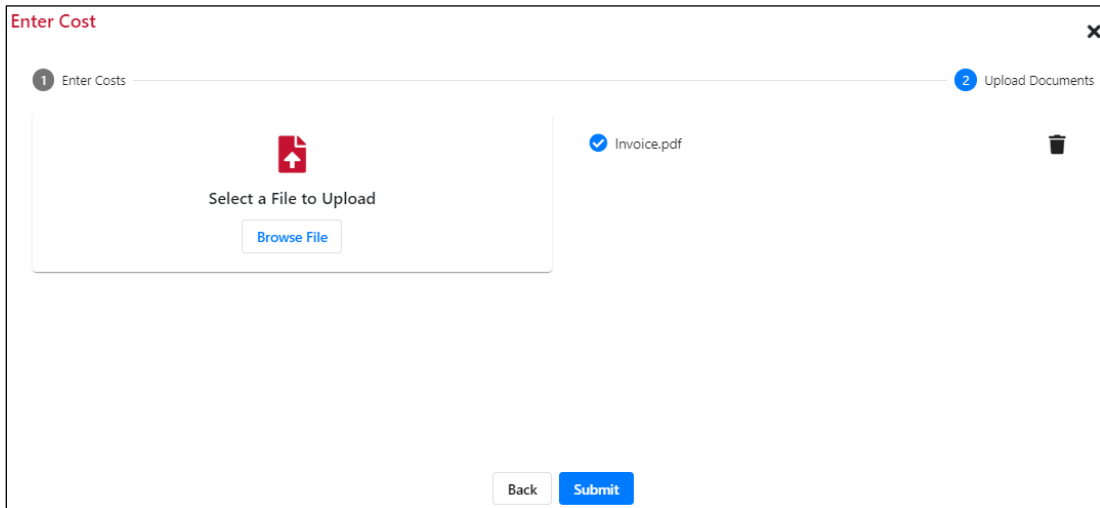 Enter Cost
1 Enter Costs
2 Upload Documents
Select a File to Upload
Browse File
Invoice.pdf
Back
Submit